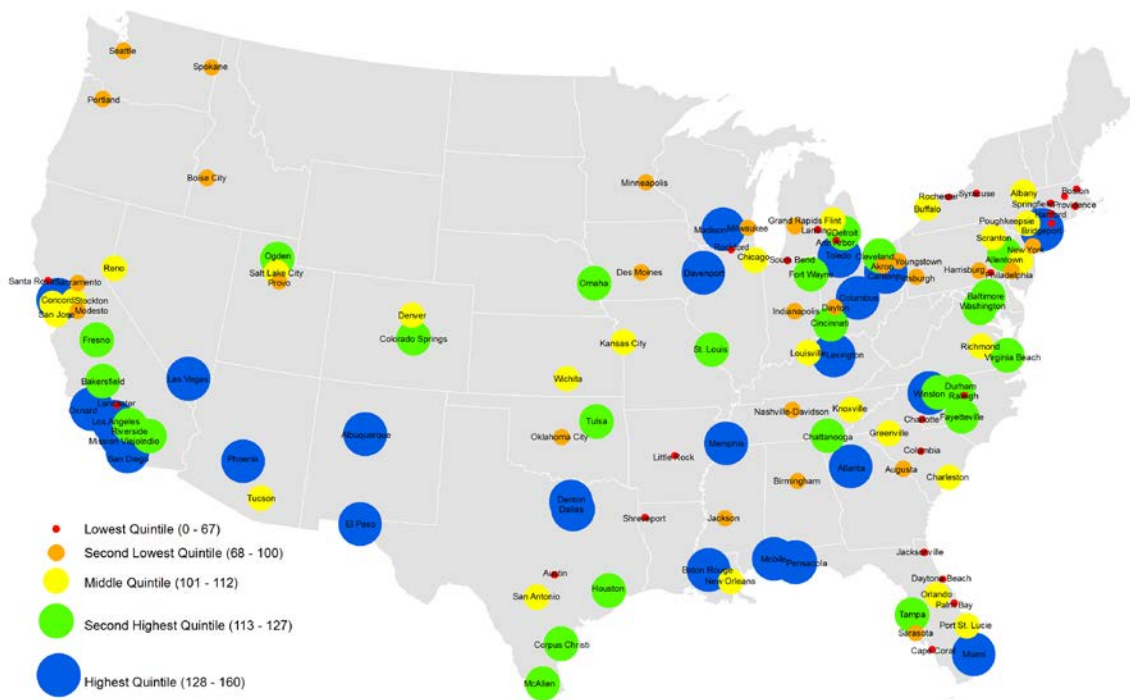 Seattle
Spokane
Portland
Boise City
Minneapolis
Rochester
Syracuse
Albany
Boston
Springfield
Providence
Hartford
Bridgeport
Buffalo
Poughkeepsie
Scranton
New York
Allentown
Philadelphia
Harrisburg
Grand Rapids
Flint
Lansing
Detroit
Ann Arbor
Madison
Milwaukee
Rockford
Chicago
South Bend
Toledo
Fort Wayne
Cleveland
Akron
Canton
Youngstown
Pittsburgh
Davenport
Des Moines
Omaha
Ogden
Salt Lake City
Provo
Reno
Santa Rosa
Sacramento
Concord
Stockton
Modesto
San Jose
Fresno
Bakersfield
Las Vegas
Lancaster
Oxnard
Los Angeles
Riverside
Mission Viejo
Indio
San Diego
Phoenix
Tucson
Albuquerque
El Paso
Denver
Colorado Springs
Kansas City
Wichita
St. Louis
Indianapolis
Dayton
Columbus
Cincinnati
Louisville
Lexington
Baltimore
Washington
Richmond
Virginia Beach
Winston
Durham
Raleigh
Fayetteville
Charlotte
Greenville
Columbia
Charleston
Augusta
Knoxville
Nashville-Davidson
Chattanooga
Atlanta
Memphis
Birmingham
Tulsa
Oklahoma City
Little Rock
Denton
Dallas
Shreveport
Jackson
Baton Rouge
New Orleans
Mobile
Pensacola
Austin
San Antonio
Houston
Corpus Christi
McAllen
Jacksonville
Daytona Beach
Orlando
Palm Bay
Tampa
Sarasota
Port St. Lucie
Cape Coral
Miami
Lowest Quintile (0 - 67)
Second Lowest Quintile (68 - 100)
Middle Quintile (101 - 112)
Second Highest Quintile (113 - 127)
Highest Quintile (128 - 160)